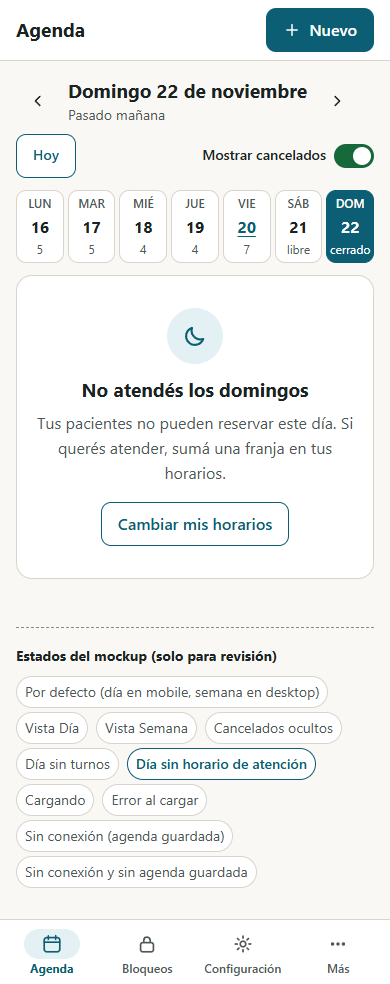 Agenda
+ Nuevo
Domingo 22 de noviembre
Pasado mañana
Hoy
Mostrar cancelados
LUN MAR MIÉ JUE VIE SÁB DOM
16 17 18 19 20 21 22
5 5 4 4 7 libre cerrado
No atendés los domingos
Tus pacientes no pueden reservar este día. Si
querés atender, sumá una franja en tus
horarios.
Cambiar mis horarios
Estados del mockup (solo para revisión)
Por defecto (día en mobile, semana en desktop)
Vista Día Vista Semana Cancelados ocultos
Día sin turnos Día sin horario de atención
Cargando Error al cargar
Sin conexión (agenda guardada)
Sin conexión y sin agenda guardada
Agenda Bloqueos Configuración Más